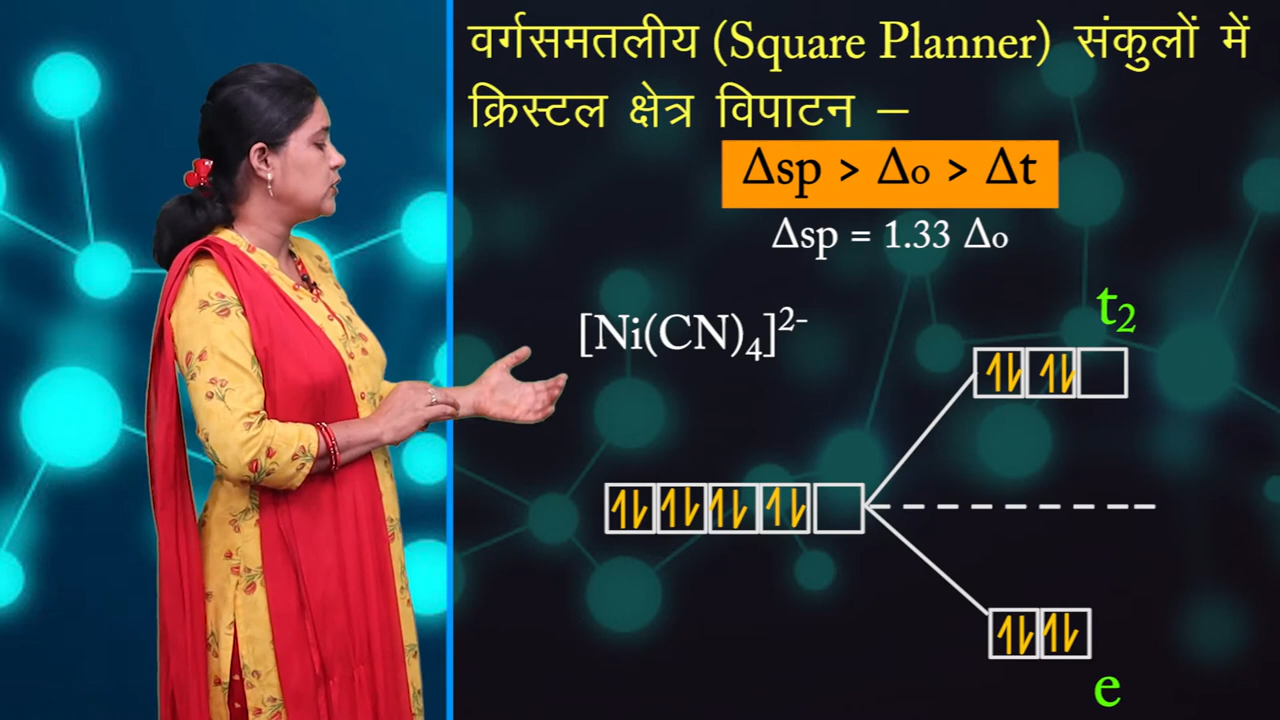 वर्गसमतलीय (Square Planner) संकुलों में
क्रिस्टल क्षेत्र विपाटन –
Δsp > Δo > Δt
Δsp = 1.33 Δo
[Ni(CN)₄]²⁻
t₂
⥮ ⥮
⥮ ⥮ ⥮ ⥮
⥮ ⥮
e